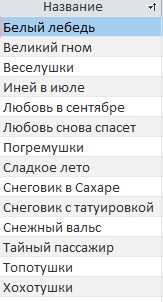 Название
Белый лебедь
Великий гном
Веселушки
Иней в июле
Любовь в сентябре
Любовь снова спасет
Погремушки
Сладкое лето
Снеговик в Сахаре
Снеговик с татуировкой
Снежный вальс
Тайный пассажир
Топотушки
Хохотушки